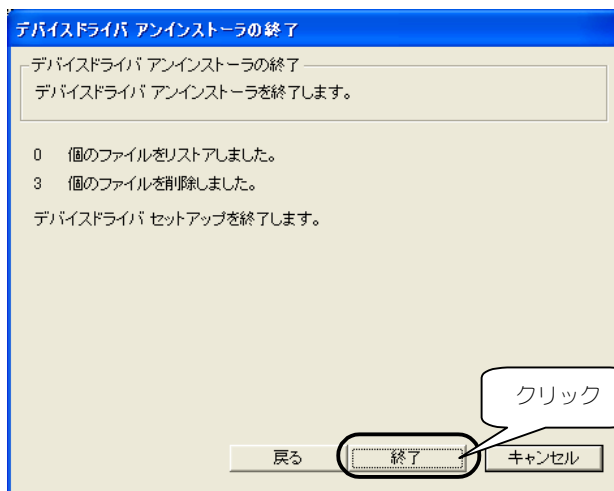 デバイスドライバ アンインストーラの終了
デバイスドライバ アンインストーラの終了
デバイスドライバ アンインストーラを終了します。
0 個のファイルをリストアしました。
3 個のファイルを削除しました。
デバイスドライバ セットアップを終了します。
クリック
戻る 終了 キャンセル